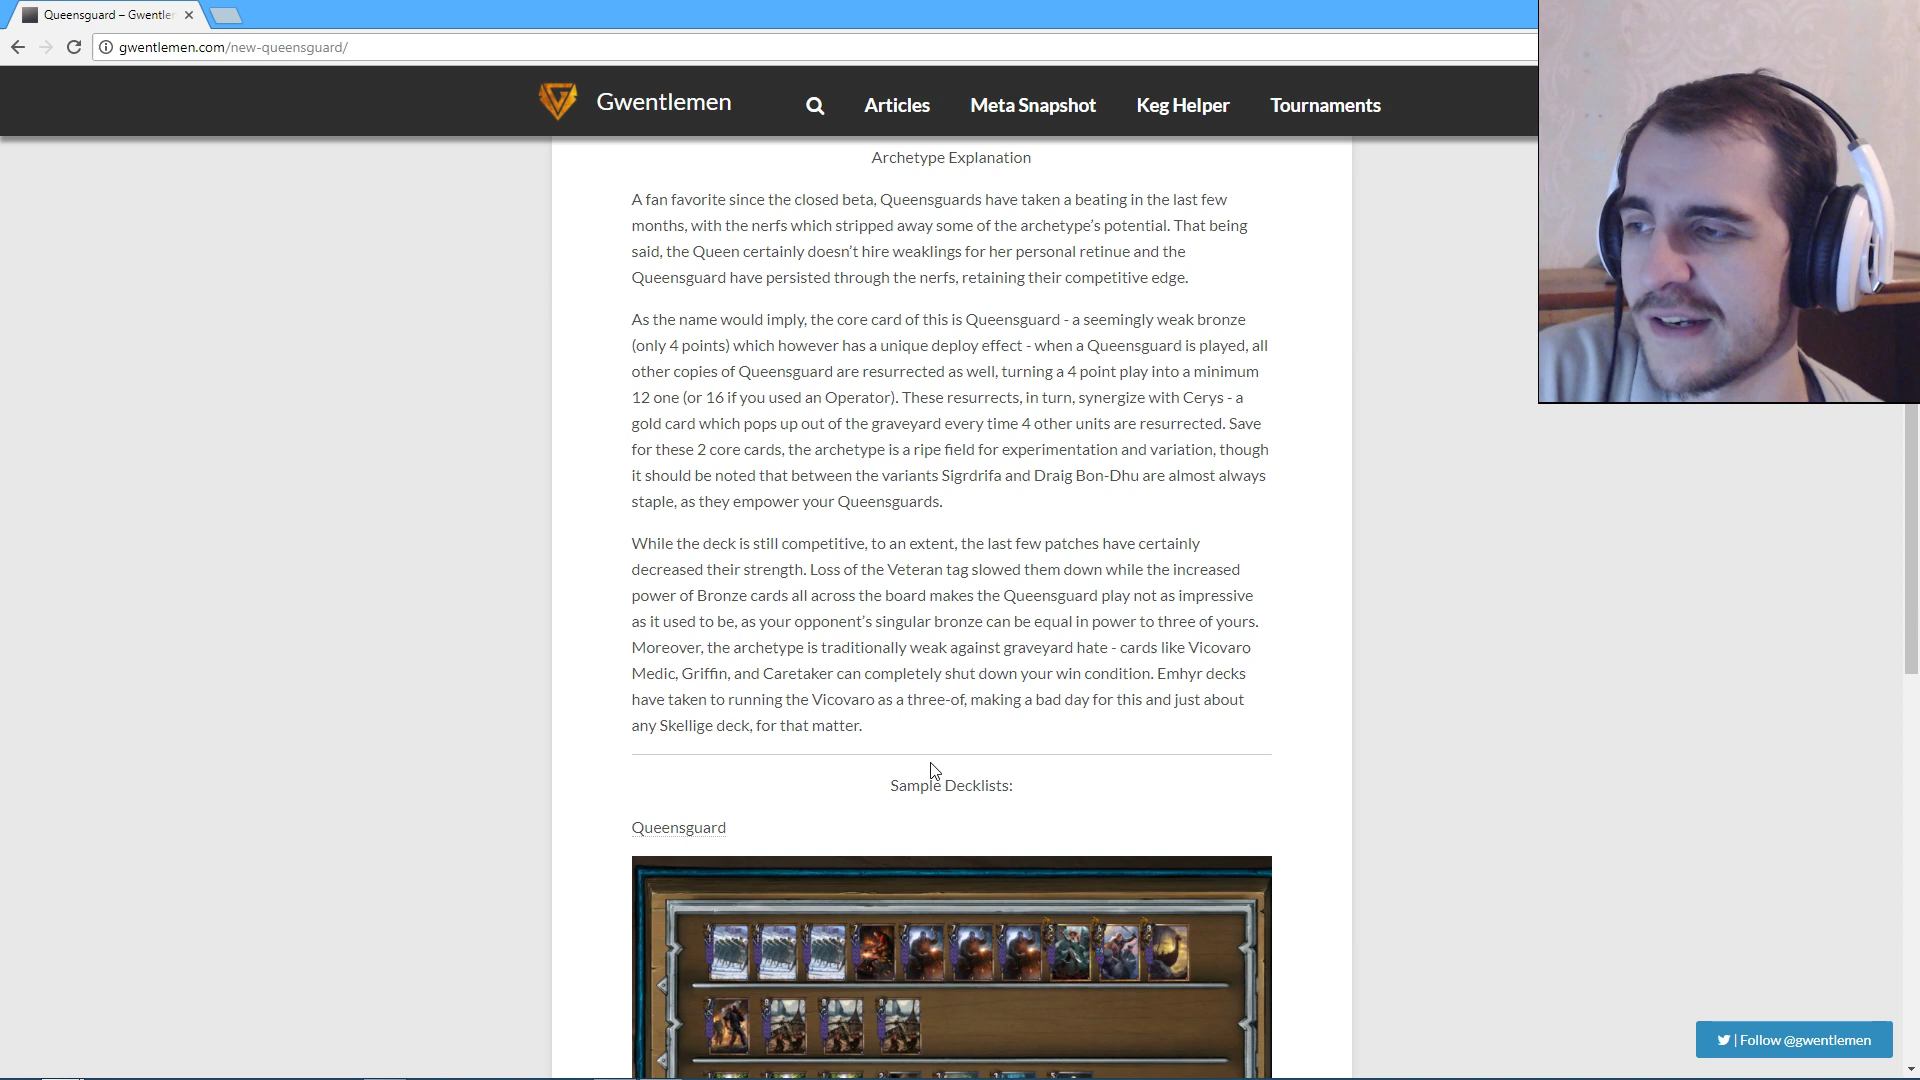 Queensguard – Gwentler
gwentlemen.com/new-queensguard/
Gwentlemen
Articles
Meta Snapshot
Keg Helper
Tournaments
Archetype Explanation
A fan favorite since the closed beta, Queensguards have taken a beating in the last few
months, with the nerfs which stripped away some of the archetype's potential. That being
said, the Queen certainly doesn't hire weaklings for her personal retinue and the
Queensguard have persisted through the nerfs, retaining their competitive edge.
As the name would imply, the core card of this is Queensguard - a seemingly weak bronze
(only 4 points) which however has a unique deploy effect - when a Queensguard is played, all
other copies of Queensguard are resurrected as well, turning a 4 point play into a minimum
12 one (or 16 if you used an Operator). These resurrects, in turn, synergize with Cerys - a
gold card which pops up out of the graveyard every time 4 other units are resurrected. Save
for these 2 core cards, the archetype is a ripe field for experimentation and variation, though
it should be noted that between the variants Sigrdrifa and Draig Bon-Dhu are almost always
staple, as they empower your Queensguards.
While the deck is still competitive, to an extent, the last few patches have certainly
decreased their strength. Loss of the Veteran tag slowed them down while the increased
power of Bronze cards all across the board makes the Queensguard play not as impressive
as it used to be, as your opponent's singular bronze can be equal in power to three of yours.
Moreover, the archetype is traditionally weak against graveyard hate - cards like Vicovaro
Medic, Griffin, and Caretaker can completely shut down your win condition. Emhyr decks
have taken to running the Vicovaro as a three-of, making a bad day for this and just about
any Skellige deck, for that matter.
Sample Decklists:
Queensguard
| Follow @gwentlemen